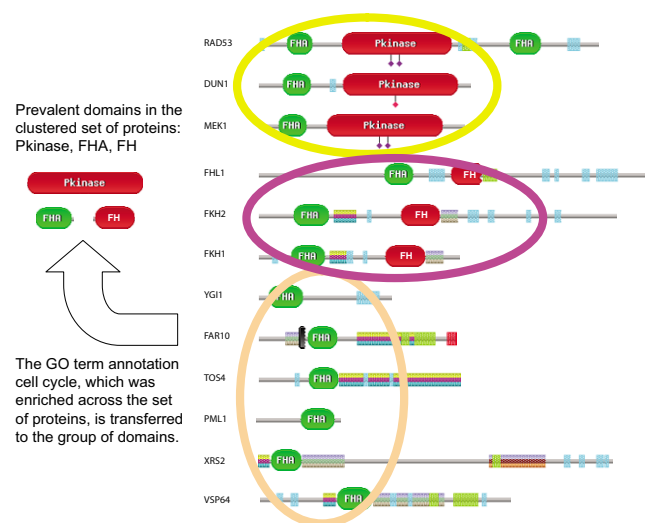 RAD53 FHA Pkinase FHA
DUN1 FHA Pkinase
MEK1 FHA Pkinase
Prevalent domains in the
clustered set of proteins:
Pkinase, FHA, FH
Pkinase
FHA FH
FHL1 FHA FH
FKH2 FHA FH
FKH1 FHA FH
YGI1 FHA
FAR10 FHA
TOS4 FHA
PML1 FHA
XRS2 FHA
VSP64 FHA
The GO term annotation
cell cycle, which was
enriched across the set
of proteins, is transferred
to the group of domains.